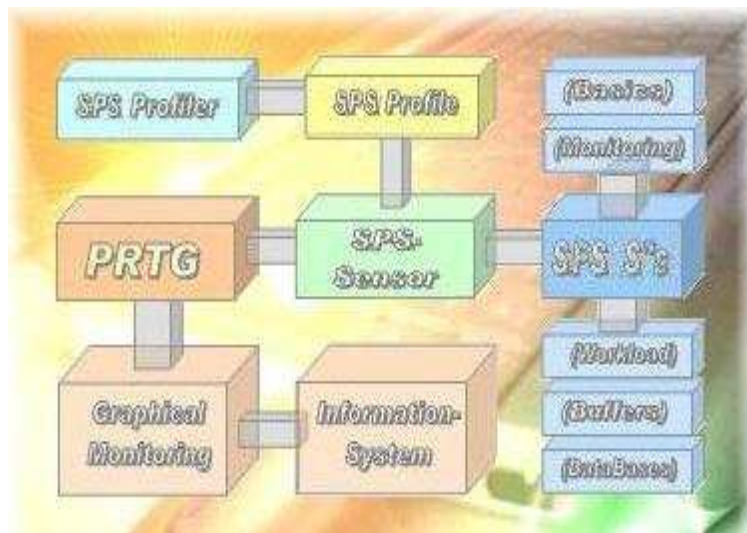 SPS Profiler
SPS Profile
(Basics)
(Monitoring)
PRTG
SPS-
Sensor
SPS
(Workload)
Graphical
Monitoring
Information-
System
(Buffers)
(DataBases)